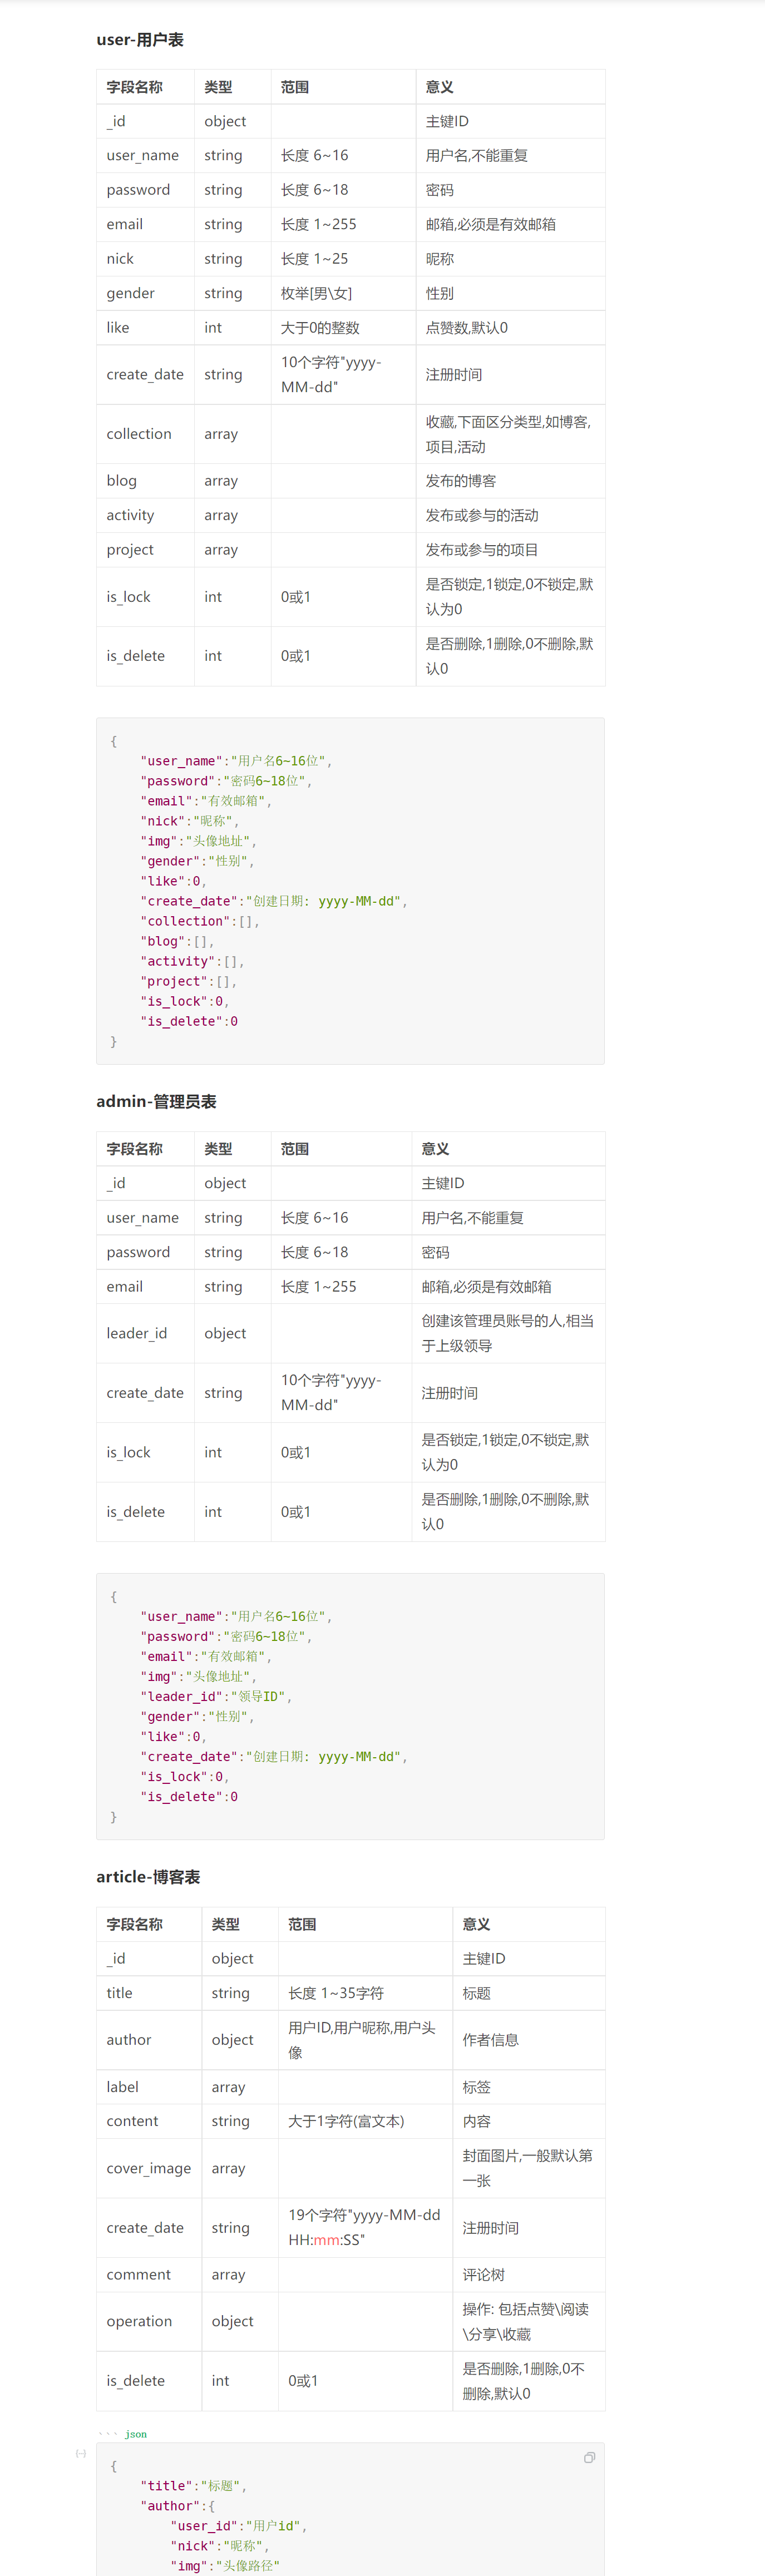 user-用户表
字段名称 类型 范围 意义
_id object 主键ID
user_name string 长度 6~16 用户名,不能重复
password string 长度 6~18 密码
email string 长度 1~255 邮箱,必须是有效邮箱
nick string 长度 1~25 昵称
gender string 枚举[男\女] 性别
like int 大于0的整数 点赞数,默认0
create_date string 10个字符"yyyy-
MM-dd" 注册时间
collection array 收藏,下面区分类型,如博客,
项目,活动
blog array 发布的博客
activity array 发布或参与的活动
project array 发布或参与的项目
is_lock int 0或1 是否锁定,1锁定,0不锁定,默
认为0
is_delete int 0或1 是否删除,1删除,0不删除,默
认0
{
"user_name":"用户名6~16位",
"password":"密码6~18位",
"email":"有效邮箱",
"nick":"昵称",
"img":"头像地址",
"gender":"性别",
"like":0,
"create_date":"创建日期: yyyy-MM-dd",
"collection":[],
"blog":[],
"activity":[],
"project":[],
"is_lock":0,
"is_delete":0
}
admin-管理员表
字段名称 类型 范围 意义
_id object 主键ID
user_name string 长度 6~16 用户名,不能重复
password string 长度 6~18 密码
email string 长度 1~255 邮箱,必须是有效邮箱
leader_id object 创建该管理员账号的人,相当
于上级领导
create_date string 10个字符"yyyy-
MM-dd" 注册时间
is_lock int 0或1 是否锁定,1锁定,0不锁定,默
认为0
is_delete int 0或1 是否删除,1删除,0不删除,默
认0
{
"user_name":"用户名6~16位",
"password":"密码6~18位",
"email":"有效邮箱",
"img":"头像地址",
"leader_id":"领导ID",
"gender":"性别",
"like":0,
"create_date":"创建日期: yyyy-MM-dd",
"is_lock":0,
"is_delete":0
}
article-博客表
字段名称 类型 范围 意义
_id object 主键ID
title string 长度 1~35字符 标题
author object 用户ID,用户昵称,用户头
像 作者信息
label array 标签
content string 大于1字符(富文本) 内容
cover_image array 封面图片,一般默认第
一张
create_date string 19个字符"yyyy-MM-dd
HH:mm:SS" 注册时间
comment array 评论树
operation object 操作: 包括点赞\阅读
\分享\收藏
is_delete int 0或1 是否删除,1删除,0不
删除,默认0
``` json
{
"title":"标题",
"author":{
"user_id":"用户id",
"nick":"昵称",
"img":"头像路径"